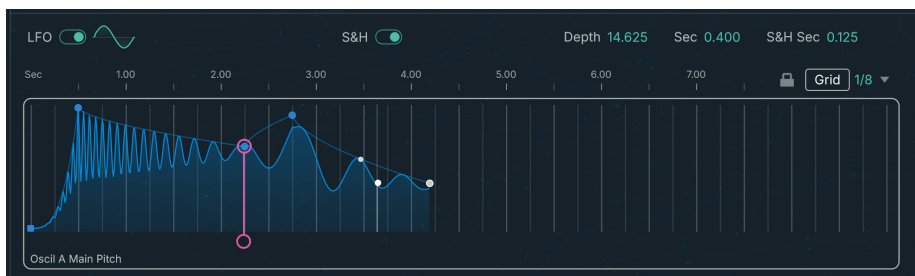 LFO S&H Depth 14.625 Sec 0.400 S&H Sec 0.125
Sec 1.00 2.00 3.00 4.00 5.00 6.00 7.00 Grid 1/8
Oscil A Main Pitch